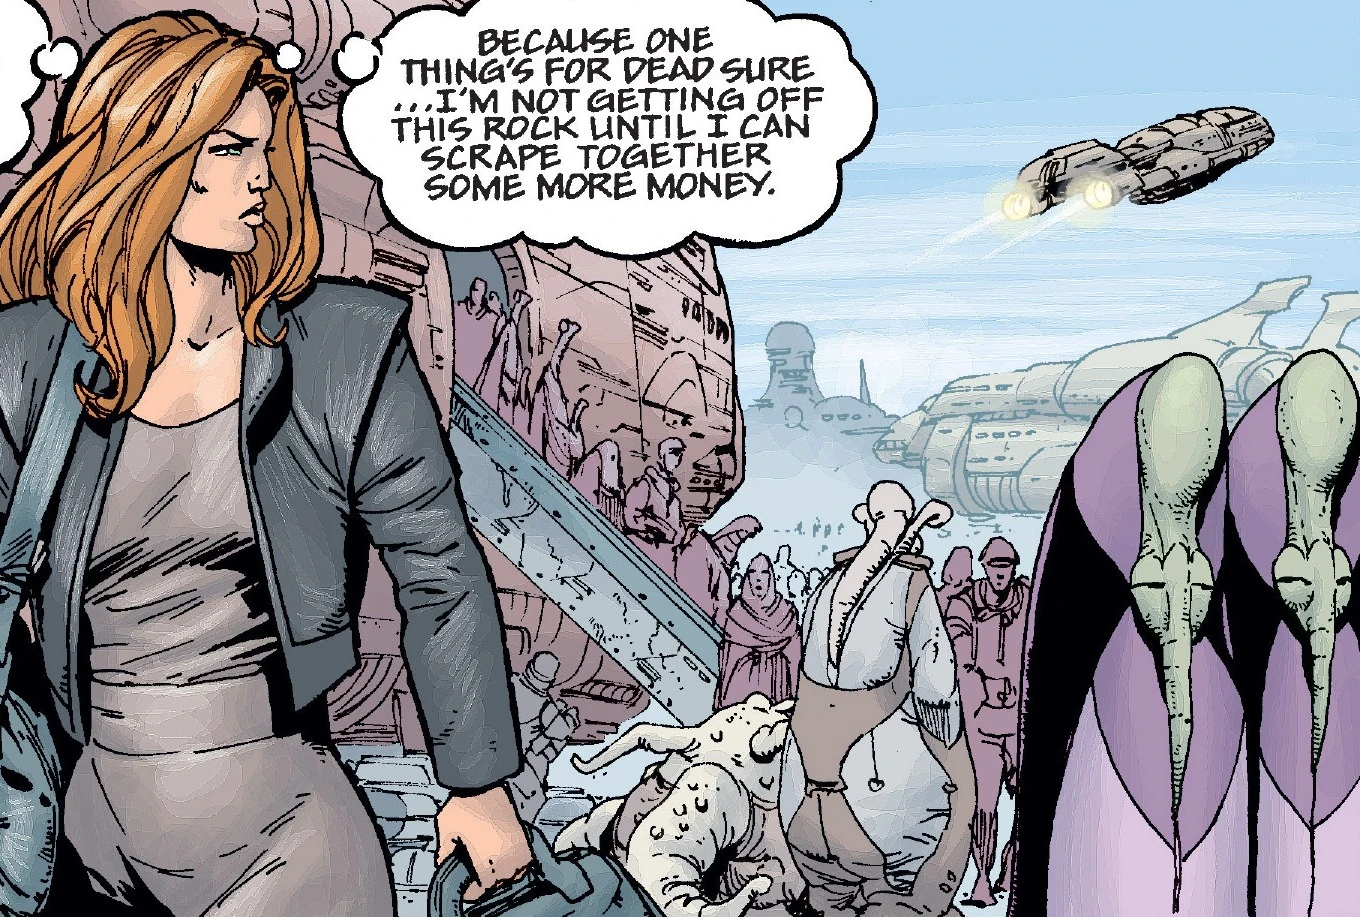 BECAUSE ONE
THING'S FOR DEAD SURE
...I'M NOT GETTING OFF
THIS ROCK UNTIL I CAN
SCRAPE TOGETHER
SOME MORE MONEY.